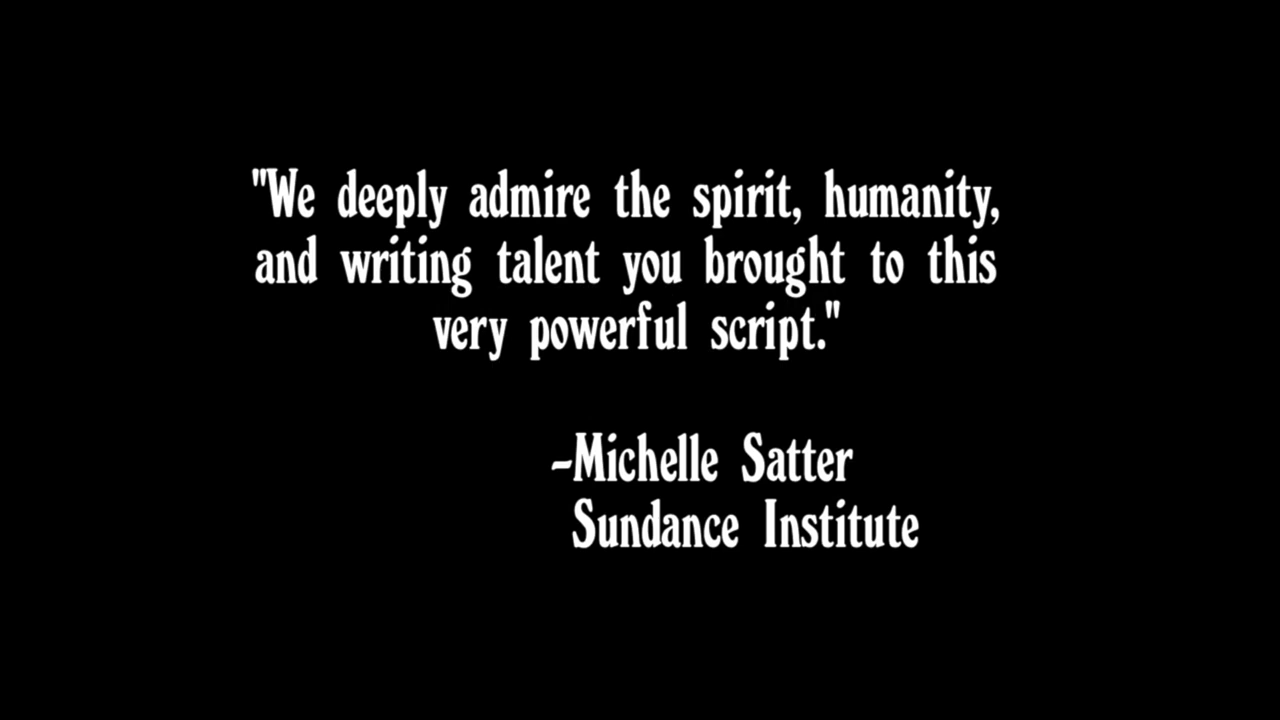 "We deeply admire the spirit, humanity,
and writing talent you brought to this
very powerful script."
-Michelle Satter
Sundance Institute